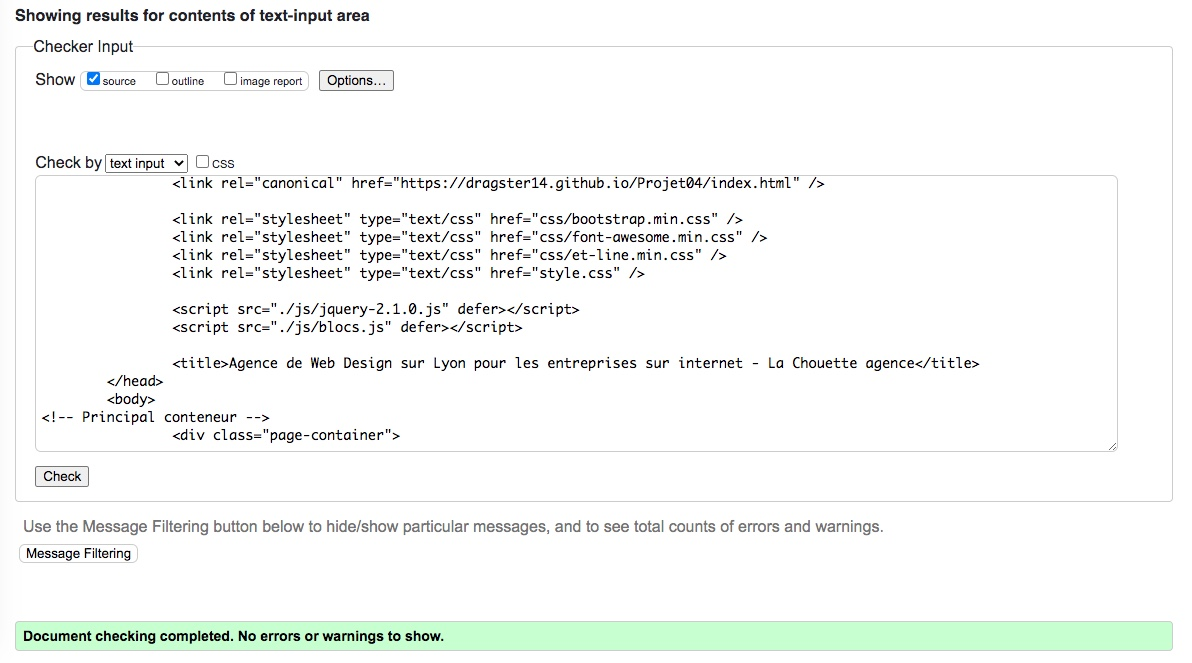 Showing results for contents of text-input area
Checker Input
Show source outline image report Options...
Check by text input css
<link rel="canonical" href="https://dragster14.github.io/Projet04/index.html" />
<link rel="stylesheet" type="text/css" href="css/bootstrap.min.css" />
<link rel="stylesheet" type="text/css" href="css/font-awesome.min.css" />
<link rel="stylesheet" type="text/css" href="css/et-line.min.css" />
<link rel="stylesheet" type="text/css" href="style.css" />
<script src="./js/jquery-2.1.0.js" defer></script>
<script src="./js/blocs.js" defer></script>
<title>Agence de Web Design sur Lyon pour les entreprises sur internet - La Chouette agence</title>
</head>
<body>
<!-- Principal conteneur -->
<div class="page-container">
Check
Use the Message Filtering button below to hide/show particular messages, and to see total counts of errors and warnings.
Message Filtering
Document checking completed. No errors or warnings to show.